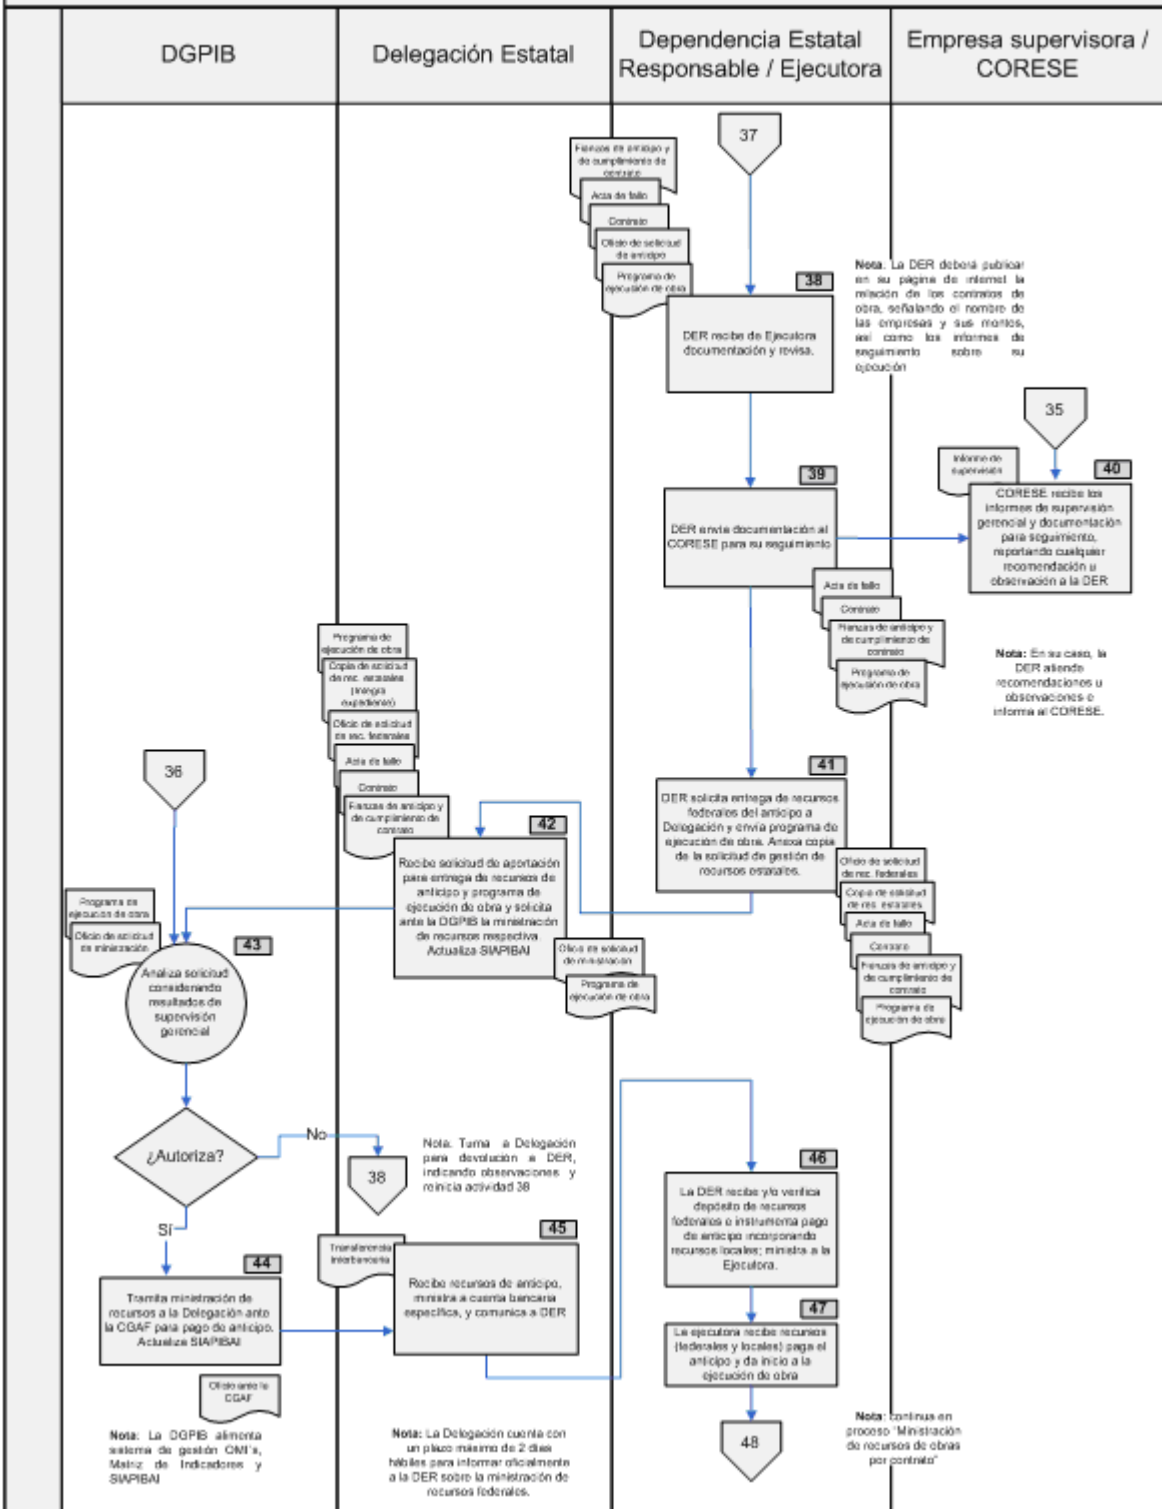 DGPIB
Delegación Estatal
Dependencia Estatal
Responsable / Ejecutora
Empresa supervisora /
CORESE
37
Fianzas de anticipo y
de cumplimiento de
contrato
Acta de fallo
Contrato
Oficio de solicitud
de anticipo
Programa de
ejecución de obra
38
DER recibe de Ejecutora
documentación y revisa.
Nota: La DER deberá publicar
en su página de internet la
relación de los contratos de
obra, señalando el nombre de
las empresas y sus montos,
así como los informes de
seguimiento sobre su
ejecución
35
Informe de
supervisión
40
CORESE recibe los
informes de supervisión
gerencial y documentación
para seguimiento,
reportando cualquier
recomendación u
observación a la DER
39
DER envía documentación al
CORESE para su seguimiento
Acta de fallo
Contrato
Fianzas de anticipo y
de cumplimiento de
contrato
Programa de
ejecución de obra
Nota: En su caso, la
DER atiende
recomendaciones u
observaciones e
informa al CORESE.
Programa de
ejecución de obra
Copia de solicitud
de rec. estatales
(Integra
expediente)
Oficio de solicitud
de rec. federales
Acta de fallo
Contrato
Fianzas de anticipo y
de cumplimiento de
contrato
36
41
DER solicita entrega de recursos
federales del anticipo a
Delegación y envía programa de
ejecución de obra. Anexa copia
de la solicitud de gestión de
recursos estatales.
42
Recibe solicitud de aportación
para entrega de recursos de
anticipo y programa de
ejecución de obra y solicita
ante la DGPIB la ministración
de recursos respectiva
Actualiza SIAPIBAI
Oficio de solicitud
de rec. federales
Copia de solicitud
de rec. estatales
Acta de fallo
Contrato
Fianzas de anticipo y
de cumplimiento de
contrato
Programa de
ejecución de obra
Programa de
ejecución de obra
Oficio de solicitud
de ministración
43
Analiza solicitud
considerando
resultados de
supervisión
gerencial
Oficio de solicitud
de ministración
Programa de
ejecución de obra
¿Autoriza?
No
38
Nota. Turna a Delegación
para devolución a DER,
indicando observaciones y
reinicia actividad 38
Sí
44
Tramita ministración de
recursos a la Delegación ante
la CGAF para pago de anticipo.
Actualiza SIAPIBAI
Oficio ante la
CGAF
Nota: La DGPIB alimenta
sistema de gestión OMI's,
Matriz de Indicadores y
SIAPIBAI
45
Transferencia
interbancaria
Recibe recursos de anticipo,
ministra a cuenta bancaria
específica, y comunica a DER
Nota: La Delegación cuenta con
un plazo máximo de 2 días
hábiles para informar oficialmente
a la DER sobre la ministración de
recursos federales.
46
La DER recibe y/o verifica
depósito de recursos
federales e instrumenta pago
de anticipo incorporando
recursos locales; ministra a la
Ejecutora.
47
La ejecutora recibe recursos
(federales y locales) paga el
anticipo y da inicio a la
ejecución de obra
48
Nota: continua en
proceso "Ministración
de recursos de obras
por contrato"